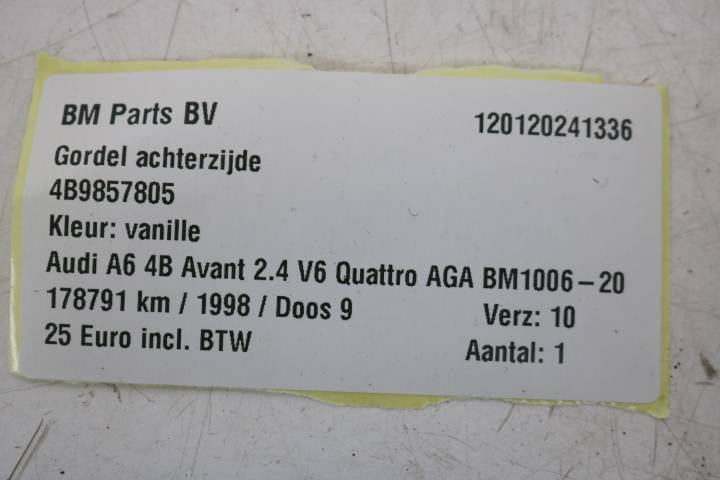 BM Parts BV 120120241336
Gordel achterzijde
4B9857805
Kleur: vanille
Audi A6 4B Avant 2.4 V6 Quattro AGA BM1006-20
178791 km / 1998 / Doos 9 Verz: 10
25 Euro incl. BTW Aantal: 1